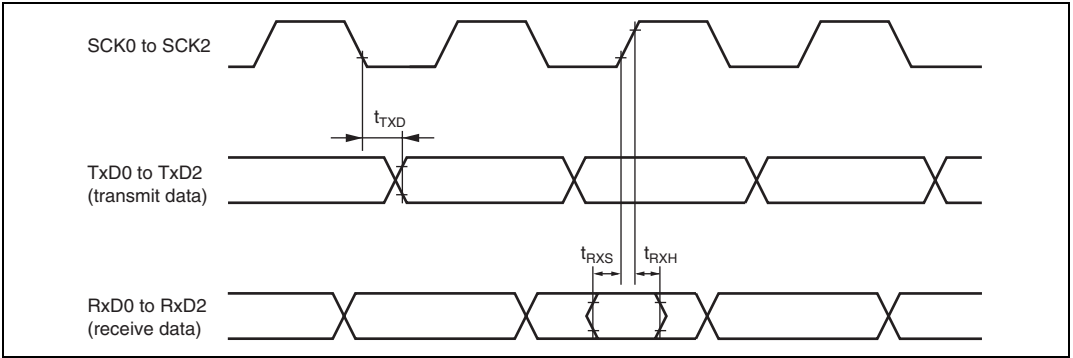 SCK0 to SCK2
tTXD
TxD0 to TxD2
(transmit data)
tRXS
tRXH
RxD0 to RxD2
(receive data)